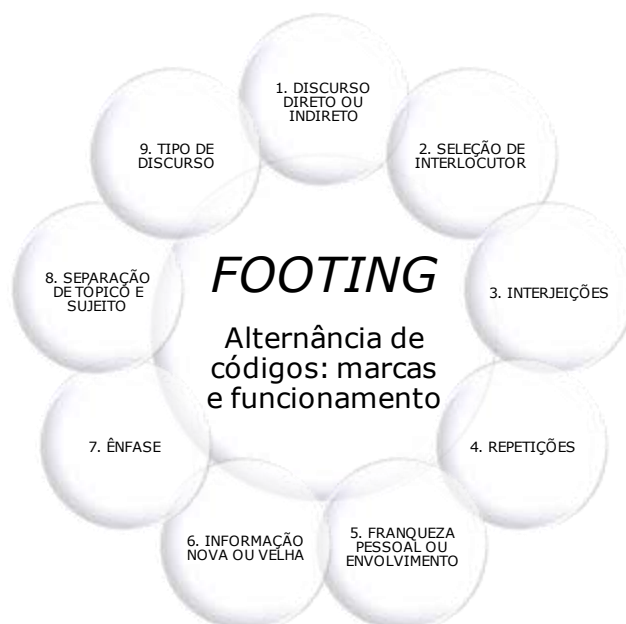 1. DISCURSO
DIRETO OU
INDIRETO
2. SELEÇÃO DE
INTERLOCUTOR
3. INTERJEIÇÕES
4. REPETIÇÕES
5. FRANQUEZA
PESSOAL OU
ENVOLVIMENTO
6. INFORMAÇÃO
NOVA OU VELHA
7. ÊNFASE
8. SEPARAÇÃO
DE TÓPICO E
SUJEITO
9. TIPO DE
DISCURSO
FOOTING
Alternância de
códigos: marcas
e funcionamento